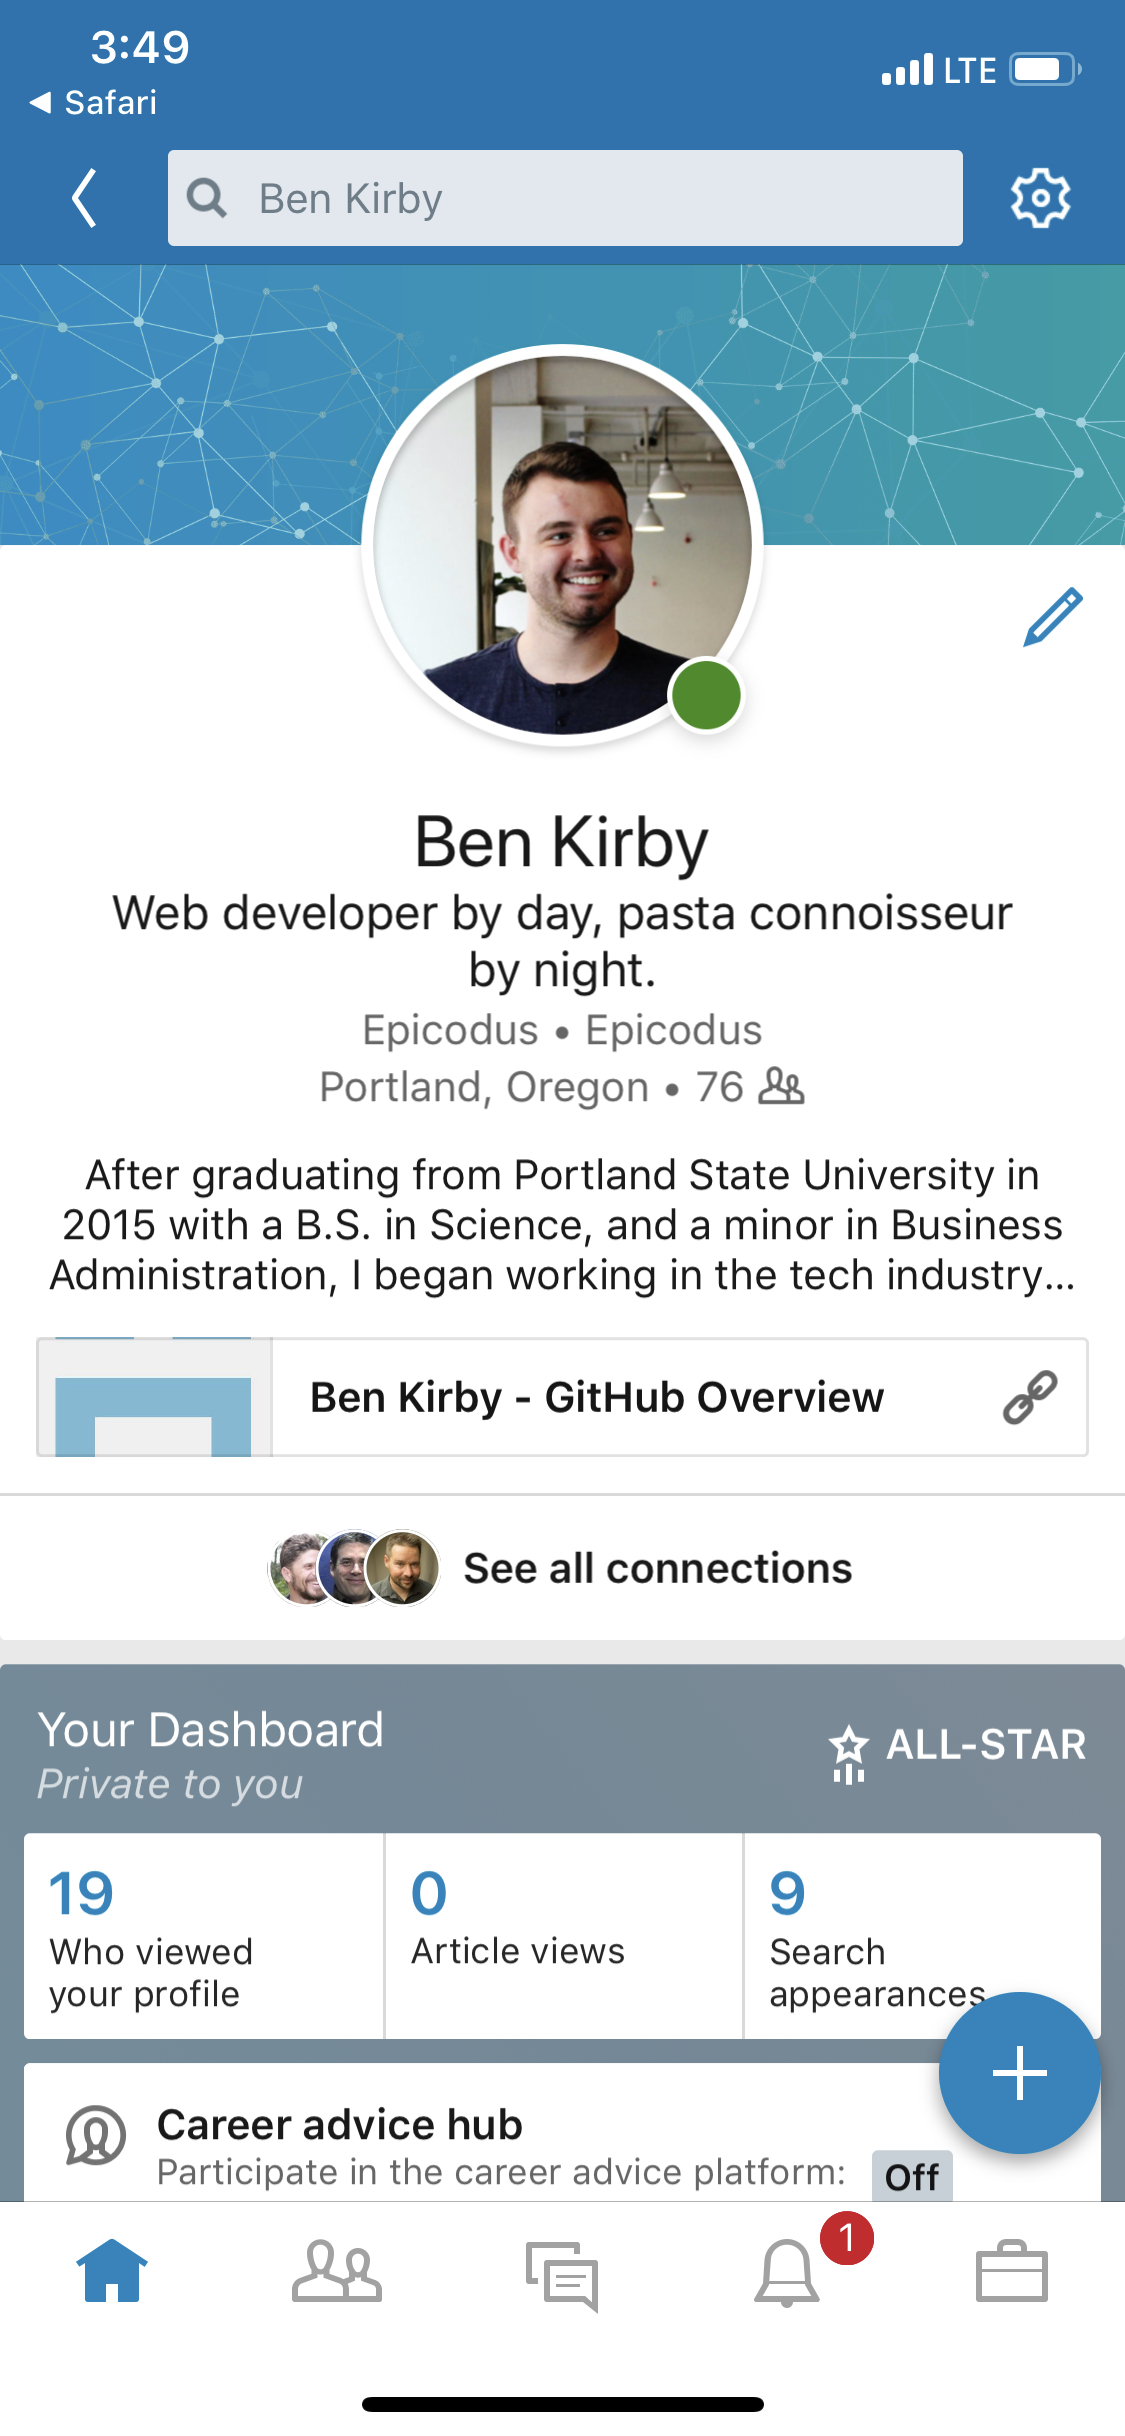 3:49
LTE
Safari
Ben Kirby
Ben Kirby
Web developer by day, pasta connoisseur
by night.
Epicodus • Epicodus
Portland, Oregon • 76
After graduating from Portland State University in
2015 with a B.S. in Science, and a minor in Business
Administration, I began working in the tech industry...
Ben Kirby - GitHub Overview
See all connections
Your Dashboard
Private to you
ALL-STAR
19
Who viewed
your profile
0
Article views
9
Search
appearances
Career advice hub
Participate in the career advice platform:
Off
1